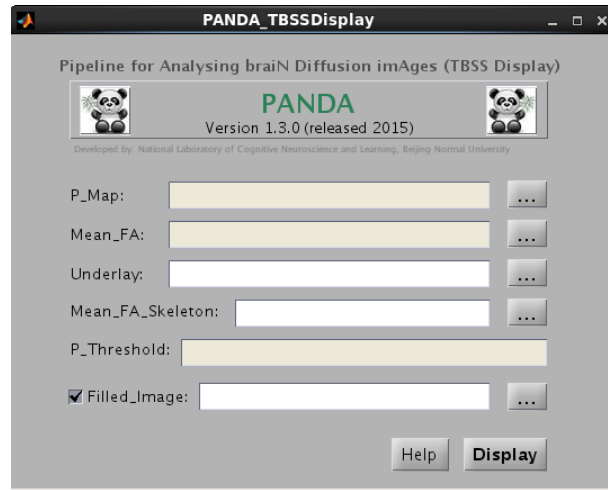 PANDA_TBSSDisplay
Pipeline for Analysing braiN Diffusion imAges (TBSS Display)
PANDA
Version 1.3.0 (released 2015)
Developed by: National Laboratory of Cognitive Neuroscience and Learning, Beijing Normal University
P_Map: ...
Mean_FA: ...
Underlay: ...
Mean_FA_Skeleton: ...
P_Threshold:
Filled_Image: ...
Help Display